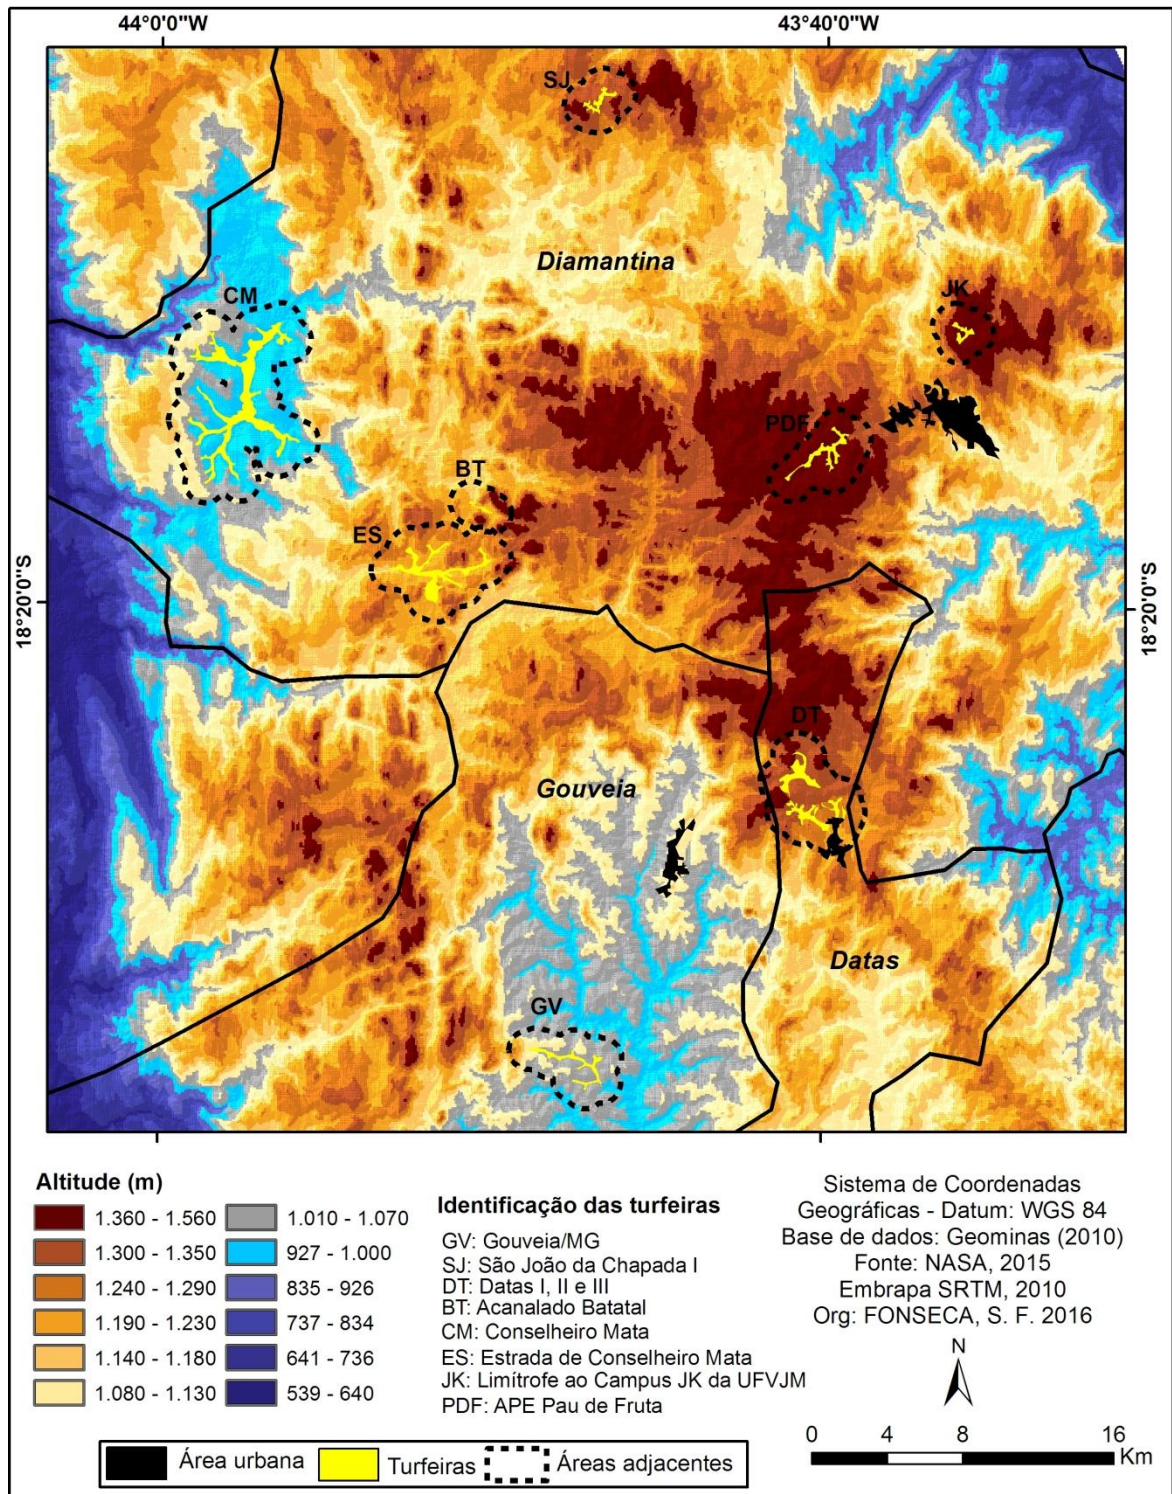 44°0'0"W
43°40'0"W
SJ
Diamantina
CM
JK
PDF
BT
ES
18°20'0"S
18°20'0"S
DT
Gouveia
Datas
GV
Altitude (m)
1.360 - 1.560
1.300 - 1.350
1.240 - 1.290
1.190 - 1.230
1.140 - 1.180
1.080 - 1.130
1.010 - 1.070
927 - 1.000
835 - 926
737 - 834
641 - 736
539 - 640
Identificação das turfeiras
GV: Gouveia/MG
SJ: São João da Chapada I
DT: Datas I, II e III
BT: Acanalado Batatal
CM: Conselheiro Mata
ES: Estrada de Conselheiro Mata
JK: Limítrofe ao Campus JK da UFVJM
PDF: APE Pau de Fruta
Sistema de Coordenadas
Geográficas - Datum: WGS 84
Base de dados: Geominas (2010)
Fonte: NASA, 2015
Embrapa SRTM, 2010
Org: FONSECA, S. F. 2016
N
0 4 8 16
Km
Área urbana
Turfeiras
Áreas adjacentes